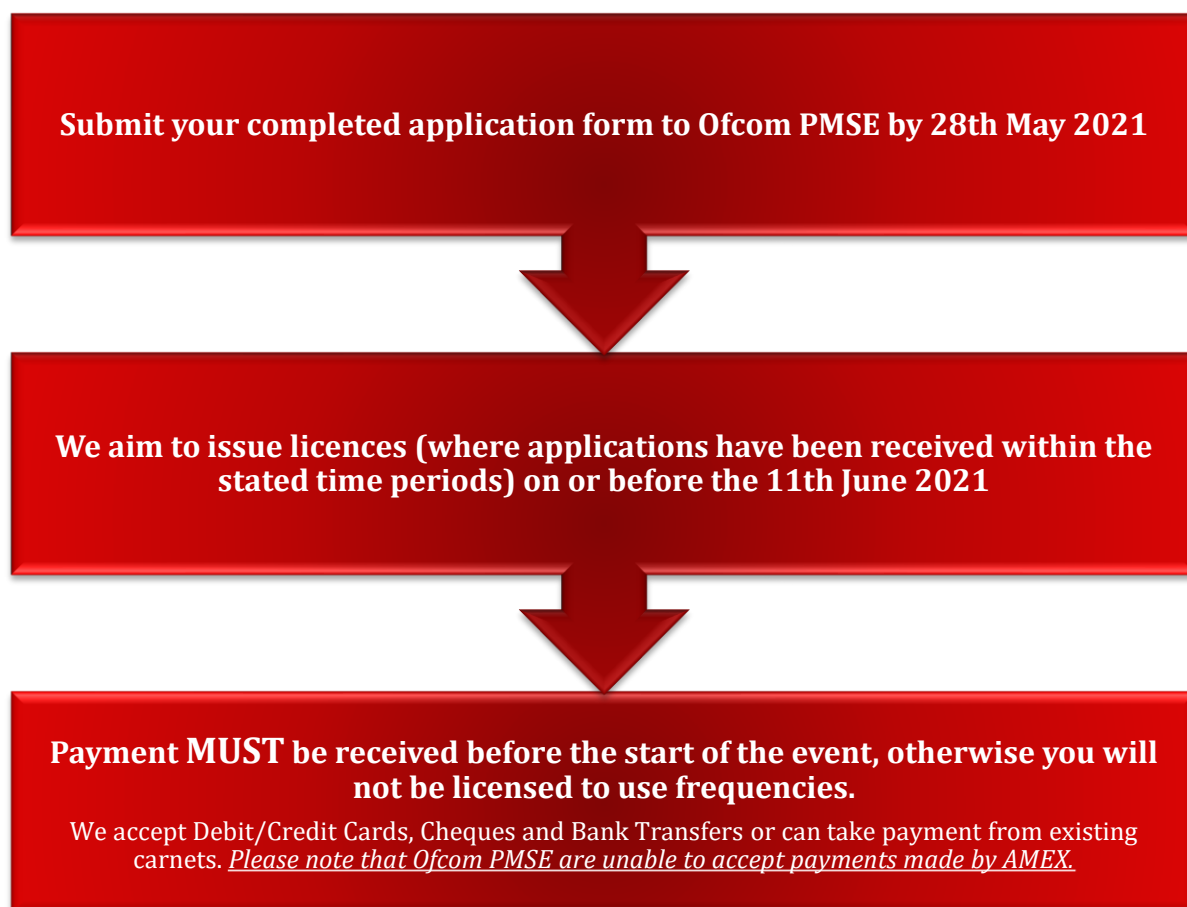 Submit your completed application form to Ofcom PMSE by 28th May 2021
We aim to issue licences (where applications have been received within the
stated time periods) on or before the 11th June 2021
Payment MUST be received before the start of the event, otherwise you will
not be licensed to use frequencies.
We accept Debit/Credit Cards, Cheques and Bank Transfers or can take payment from existing
carnets. Please note that Ofcom PMSE are unable to accept payments made by AMEX.